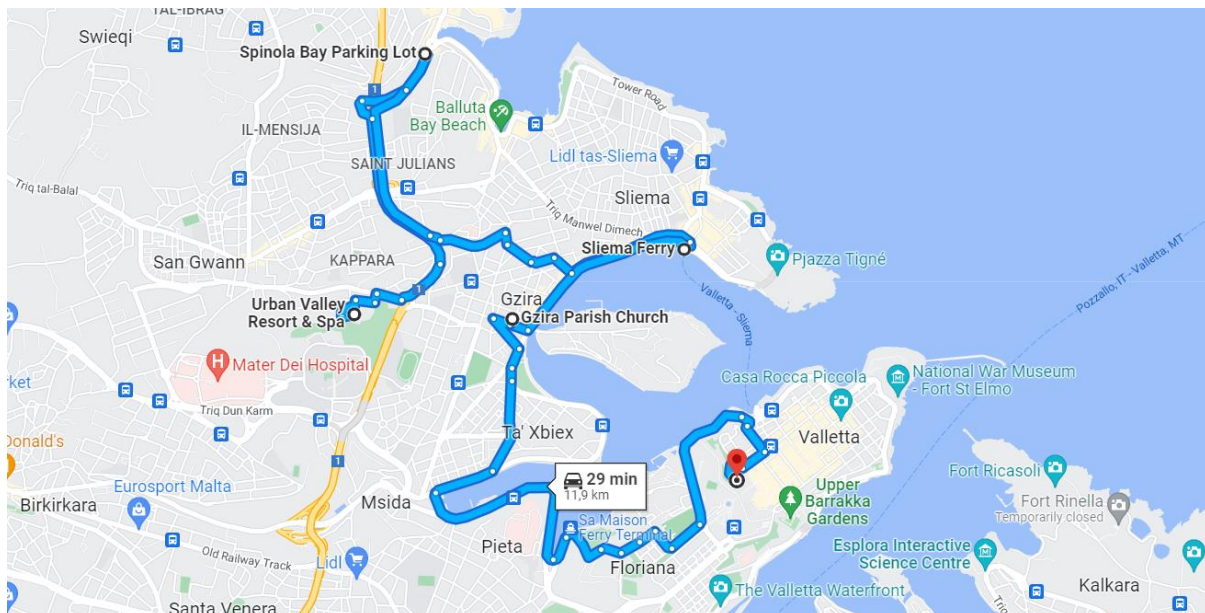 TAL-IBRAG
Swieqi
Spinola Bay Parking Lot
1
Tower Road
Balluta
Bay Beach
IL-MENSIJA
SAINT JULIANS
Lidl tas-Sliema
Triq tal-Balal
Sliema
Triq Manwel Dimech
Sliema Ferry
Pjazza Tigné
San Gwann
KAPPARA
1
Urban Valley
Resort & Spa
Gzira
Gzira Parish Church
Valletta - Sliema
Pozzallo, IT - Valletta, MT
H
Mater Dei Hospital
rket
Triq Dun Karm
Casa Rocca Piccola
National War Museum
- Fort St Elmo
Ta' Xbiex
Valletta
Donald's
1
29 min
11,9 km
Fort Ricasoli
Birkirkara
Eurosport Malta
Msida
Upper
Barrakka
Gardens
Fort Rinella
Temporarily closed
Sa Maison
Ferry Terminal
Pieta
Old Railway Track
Lidl
Floriana
Esplora Interactive
Science Centre
Kalkara
The Valletta Waterfront
Santa Venera